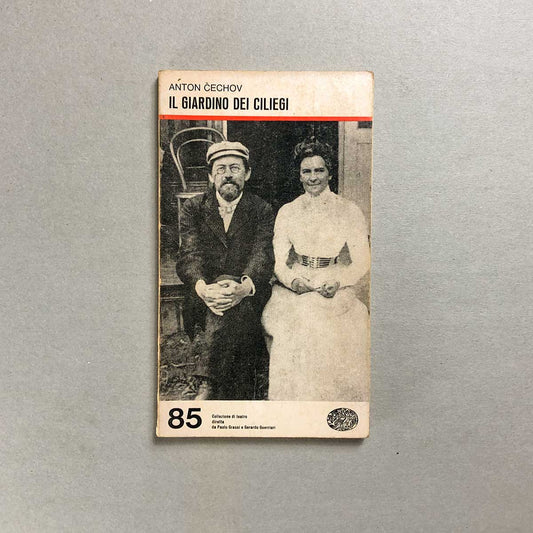 ANTON ČECHOV
IL GIARDINO DEI CILIEGI
85
Collezione di teatro
diretta
da Paolo Grassi e Gerardo Guerrieri